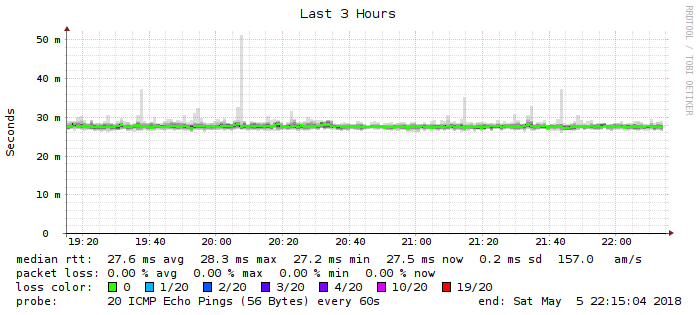 Last 3 Hours
RRDTOOL / TOBI OETIKER
Seconds
50 m
40 m
30 m
20 m
10 m
0
19:20 19:40 20:00 20:20 20:40 21:00 21:20 21:40 22:00
median rtt: 27.6 ms avg 28.3 ms max 27.2 ms min 27.5 ms now 0.2 ms sd 157.0 am/s
packet loss: 0.00 % avg 0.00 % max 0.00 % min 0.00 % now
loss color: 0 1/20 2/20 3/20 4/20 10/20 19/20
probe: 20 ICMP Echo Pings (56 Bytes) every 60s end: Sat May 5 22:15:04 2018